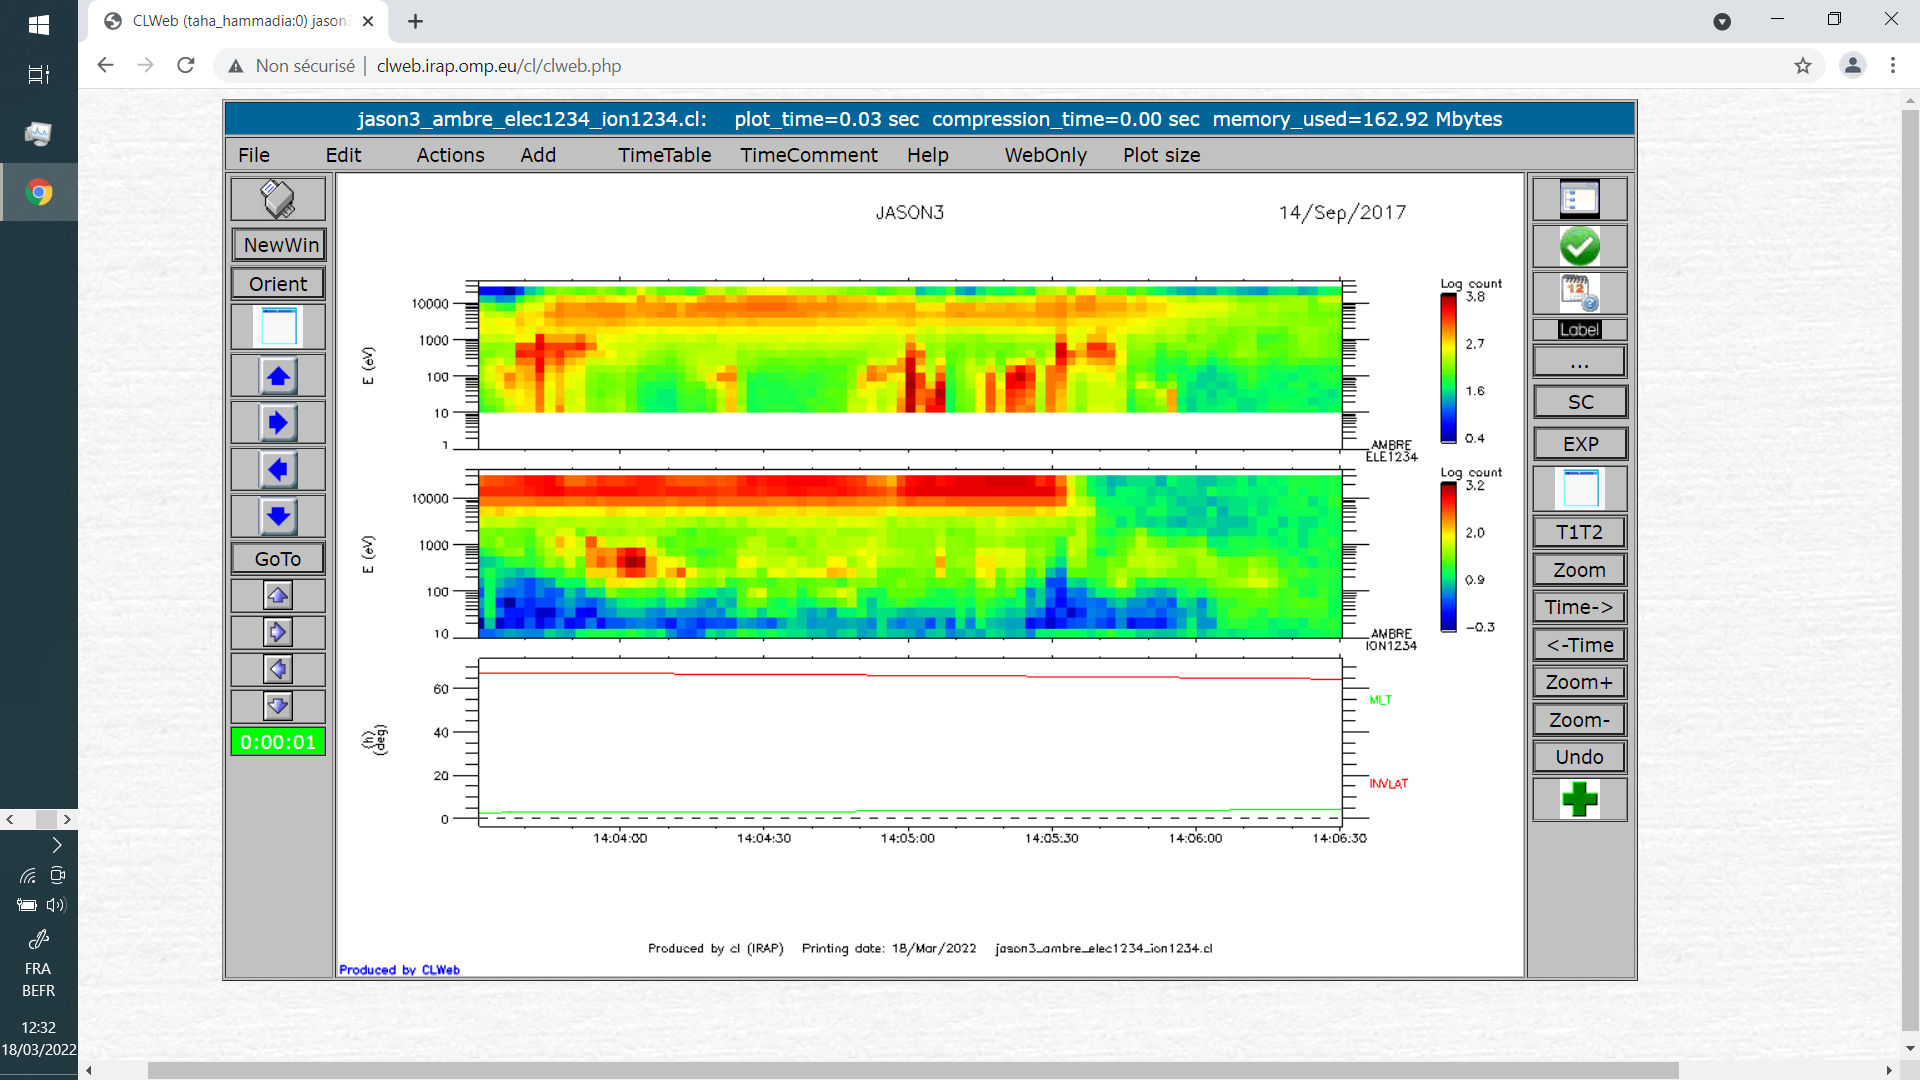 CLWeb (taha_hammadia:0) jason3
Non sécurisé | clweb.irap.omp.eu/cl/clweb.php
jason3_ambre_elec1234_ion1234.cl: plot_time=0.03 sec compression_time=0.00 sec memory_used=162.92 Mbytes
File Edit Actions Add TimeTable TimeComment Help WebOnly Plot size
NewWin
Orient
GoTo
0:00:01
JASON3 14/Sep/2017
Log count
3.8
2.7
1.6
0.4
10000
1000
100
10
1
E (eV)
AMBRE
ELE1234
Log count
3.2
2.0
0.9
-0.3
10000
1000
100
10
E (eV)
AMBRE
ION1234
60
40
20
0
(h)
(deg)
MLT
INVLAT
14:04:00 14:04:30 14:05:00 14:05:30 14:06:00 14:06:30
Produced by cl (IRAP) Printing date: 18/Mar/2022 jason3_ambre_elec1234_ion1234.cl
Produced by CLWeb
12
Label
...
SC
EXP
T1T2
Zoom
Time->
<-Time
Zoom+
Zoom-
Undo
FRA
BEFR
12:32
18/03/2022